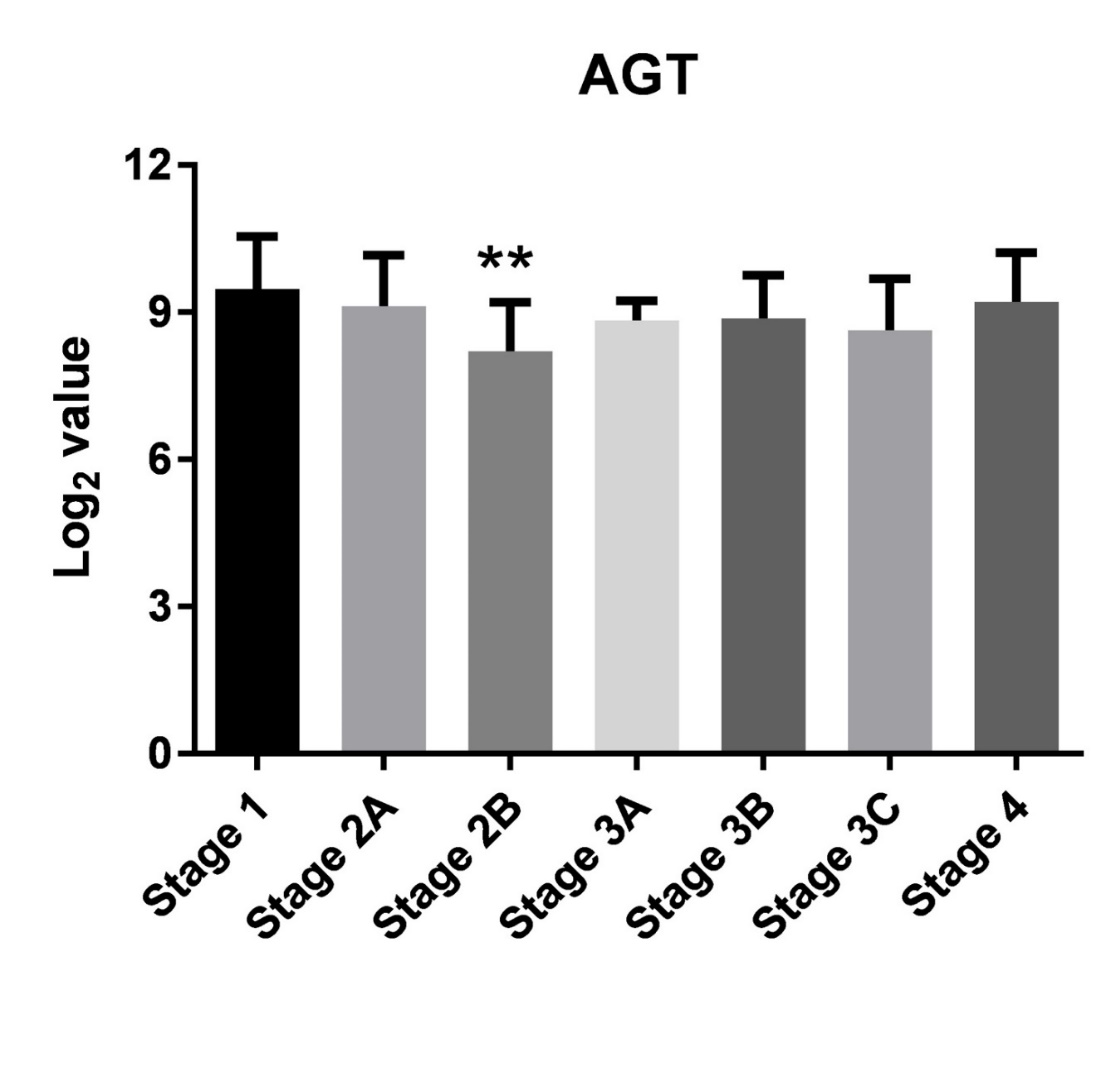 AGT
Log₂ value
12
9
6
3
0
**
Stage 1
Stage 2A
Stage 2B
Stage 3A
Stage 3B
Stage 3C
Stage 4